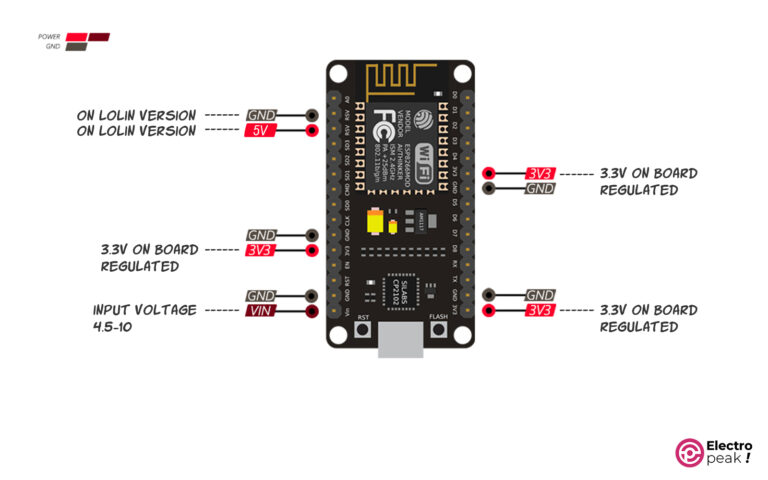 POWER
GND
ON LOLIN VERSION
GND
ON LOLIN VERSION
5V
GND
3.3V ON BOARD
REGULATED
3V3
GND
INPUT VOLTAGE
4.5-10
VIN
A0
RSV
RSV
SD3
SD2
SD1
CMD
SD0
CLK
GND
3V3
EN
RST
GND
Vin
MODEL
VENDOR
ESP8266MOD
AI/THINKER
ISM 2.4GHz
PA +25dBm
802.11b/g/n
FC
Wi Fi
AMS1117
SILABS
CP2102
RST
FLASH
D0
D1
D2
D3
D4
3V3
GND
D5
D6
D7
D8
RX
TX
GND
3V3
3V3
3.3V ON BOARD
REGULATED
GND
GND
3V3
3.3V ON BOARD
REGULATED
Electro
peak!